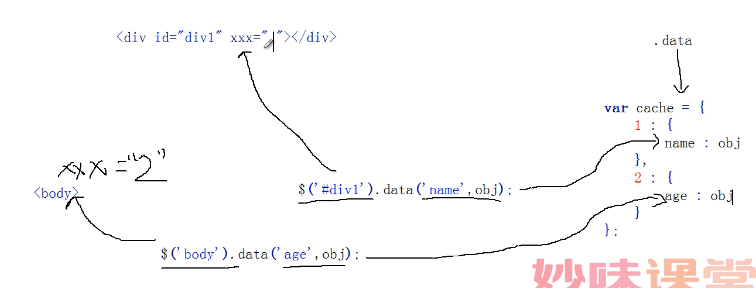 <div id="div1" xxx="1"></div>
.data
var cache = {
1 : {
name : obj
},
2 : {
age : obj
}
};
xxx="2"
<body>
$('#div1').data('name',obj);
$('body').data('age',obj);
妙味课堂